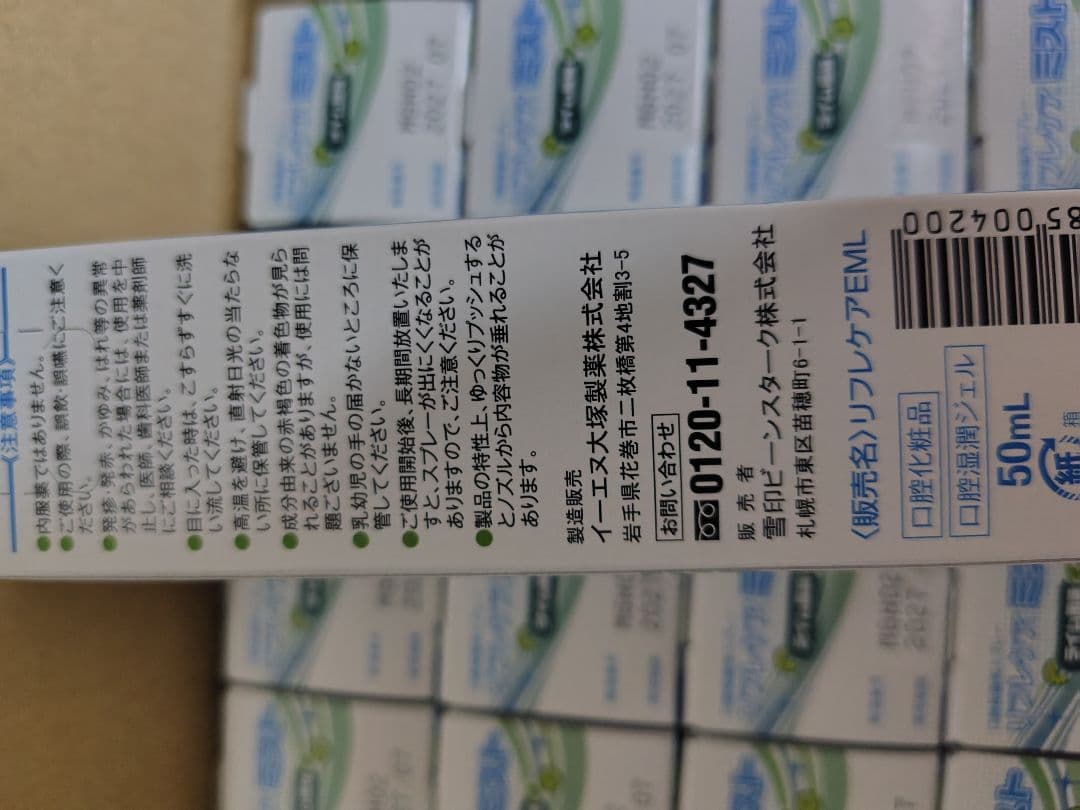 〈注意事項〉
●内服薬ではありません。
●ご使用の際、誤飲、誤嚥にご注意く
ださい。
●発疹、発赤、かゆみ、はれ等の異常
があらわれた場合には、使用を中
止し、医師、歯科医師または薬剤師
にご相談ください。
●目に入った時は、こすらずすぐに洗
い流してください。
●高温を避け、直射日光の当たらな
い所に保管してください。
●成分由来の赤褐色の着色物が見ら
れることがありますが、使用には問
題ございません。
●乳幼児の手の届かないところに保
管してください。
●ご使用開始後、長期間放置いたしま
すと、スプレーが出にくくなることが
ありますので、ご注意ください。
●製品の特性上、ゆっくりプッシュする
とノズルから内容物が垂れることが
あります。
製造販売
イーエヌ大塚製薬株式会社
岩手県花巻市二枚橋第4地割3-5
お問い合わせ
0120-11-4327
販売者
雪印ビーンスターク株式会社
札幌市東区苗穂町6-1-1
〈販売名〉リフレケアEML
口腔化粧品
口腔湿潤ジェル
50mL
紙
箱
85004200
リフレケア ミスト
ライム風味
2027 07